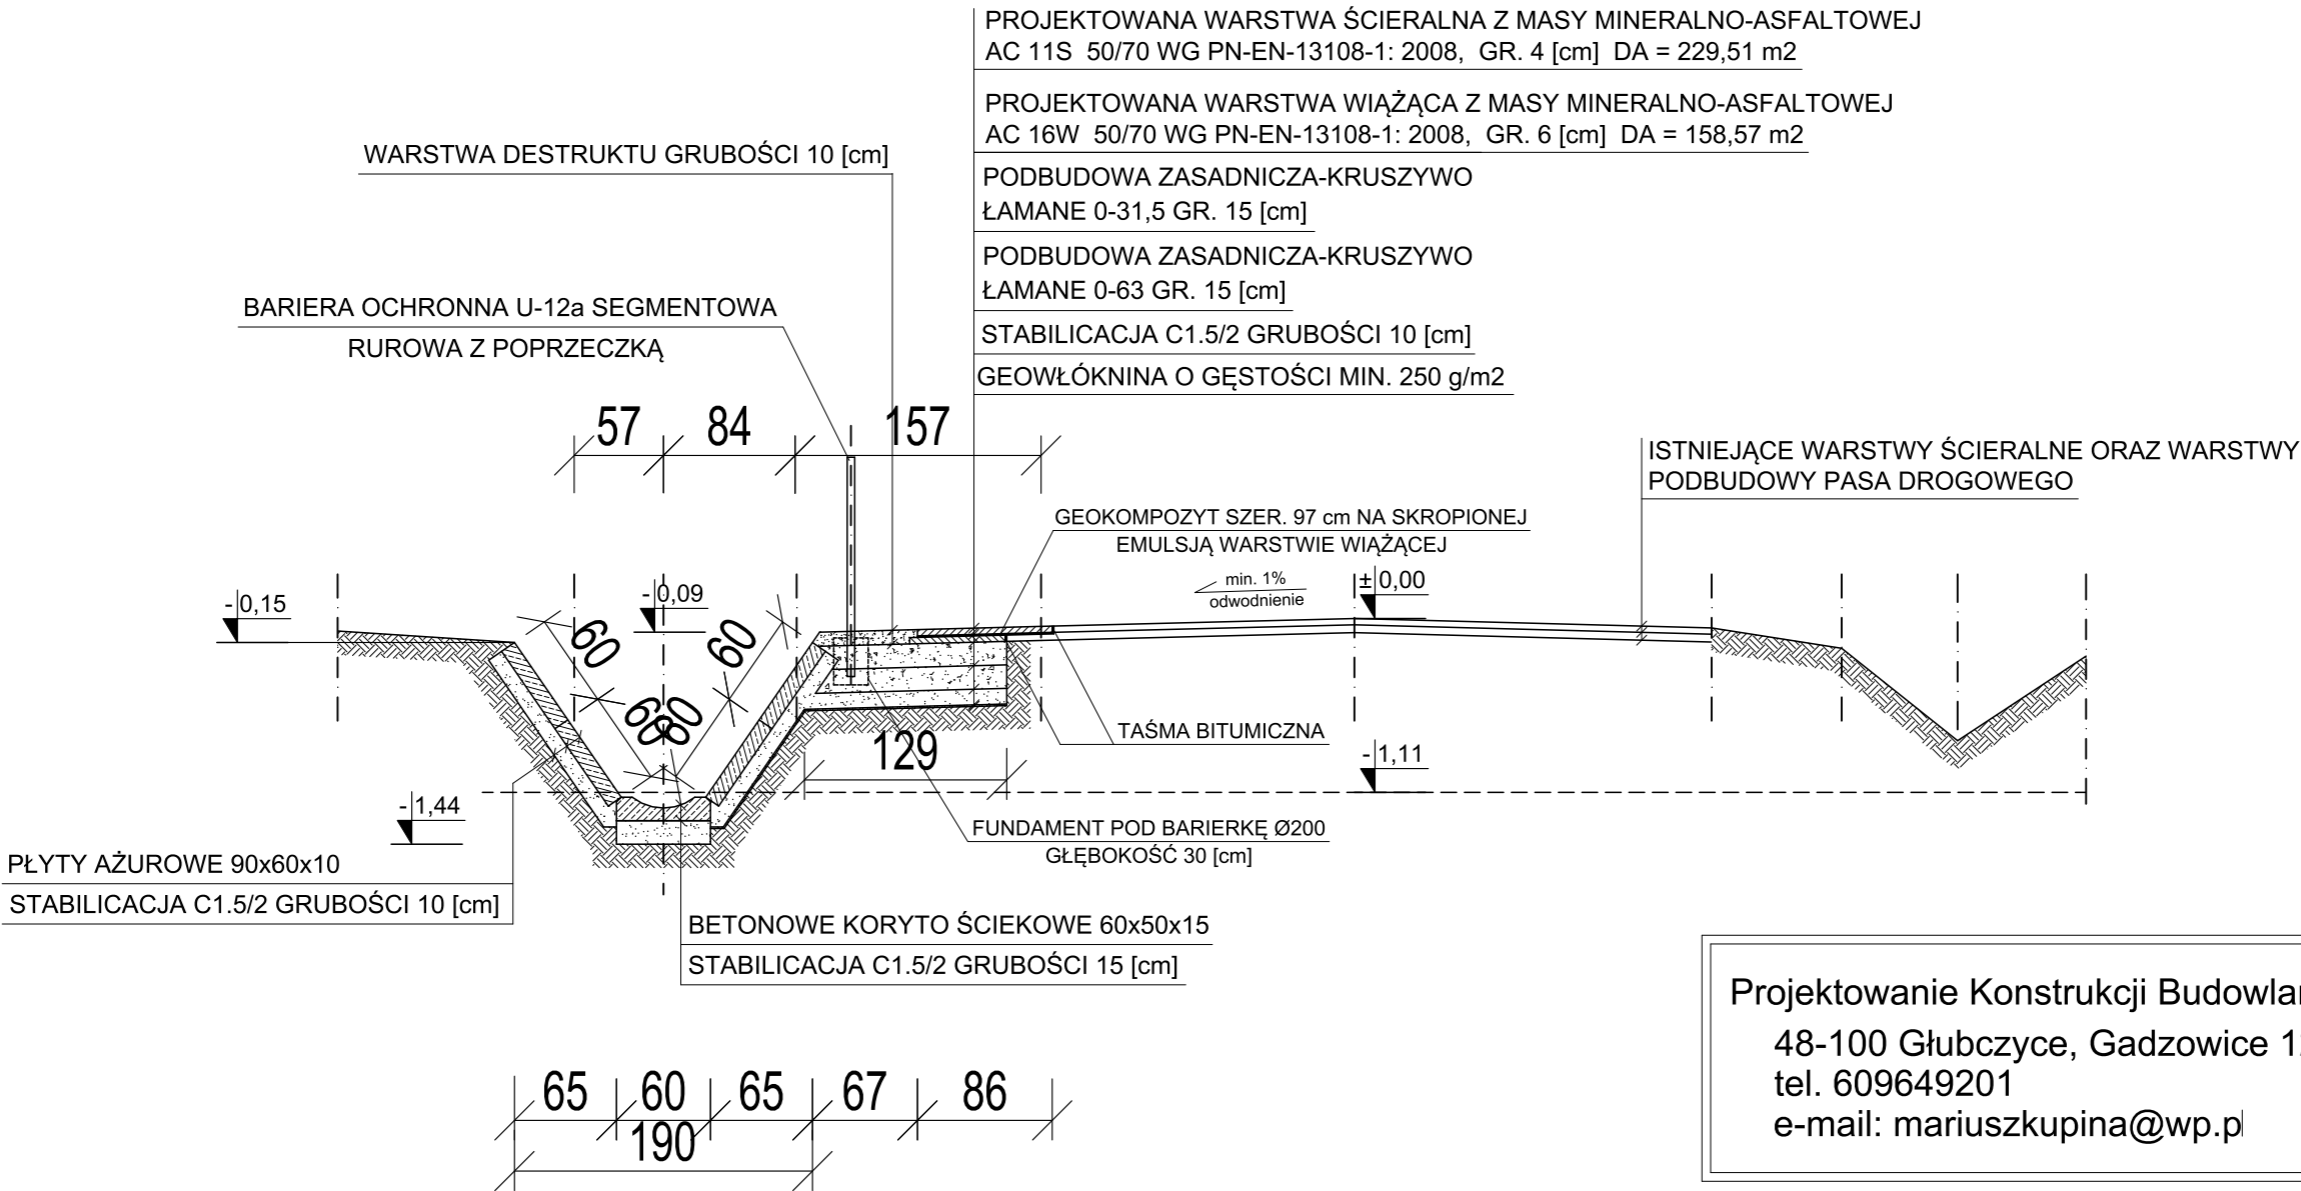 PROJEKTOWANA WARSTWA ŚCIERALNA Z MASY MINERALNO-ASFALTOWEJ
AC 11S 50/70 WG PN-EN-13108-1: 2008, GR. 4 [cm] DA = 229,51 m2
PROJEKTOWANA WARSTWA WIĄŻĄCA Z MASY MINERALNO-ASFALTOWEJ
AC 16W 50/70 WG PN-EN-13108-1: 2008, GR. 6 [cm] DA = 158,57 m2
WARSTWA DESTRUKTU GRUBOŚCI 10 [cm]
PODBUDOWA ZASADNICZA-KRUSZYWO
ŁAMANE 0-31,5 GR. 15 [cm]
PODBUDOWA ZASADNICZA-KRUSZYWO
ŁAMANE 0-63 GR. 15 [cm]
BARIERA OCHRONNA U-12a SEGMENTOWA
RUROWA Z POPRZECZKĄ
STABILICACJA C1.5/2 GRUBOŚCI 10 [cm]
GEOWŁÓKNINA O GĘSTOŚCI MIN. 250 g/m2
57 84 157
ISTNIEJĄCE WARSTWY ŚCIERALNE ORAZ WARSTWY
PODBUDOWY PASA DROGOWEGO
GEOKOMPOZYT SZER. 97 cm NA SKROPIONEJ
EMULSJĄ WARSTWIE WIĄŻĄCEJ
min. 1%
odwodnienie
±0,00
-0,15
-0,09
60 60
60 80
TAŚMA BITUMICZNA
129
-1,11
-1,44
FUNDAMENT POD BARIERKĘ Ø200
GŁĘBOKOŚĆ 30 [cm]
PŁYTY AŻUROWE 90x60x10
STABILICACJA C1.5/2 GRUBOŚCI 10 [cm]
BETONOWE KORYTO ŚCIEKOWE 60x50x15
STABILICACJA C1.5/2 GRUBOŚCI 15 [cm]
65 60 65 67 86
190
Projektowanie Konstrukcji
48-100 Głubczyce, Gadzowice
tel. 609649201
e-mail: mariuszkupina@wp.pl